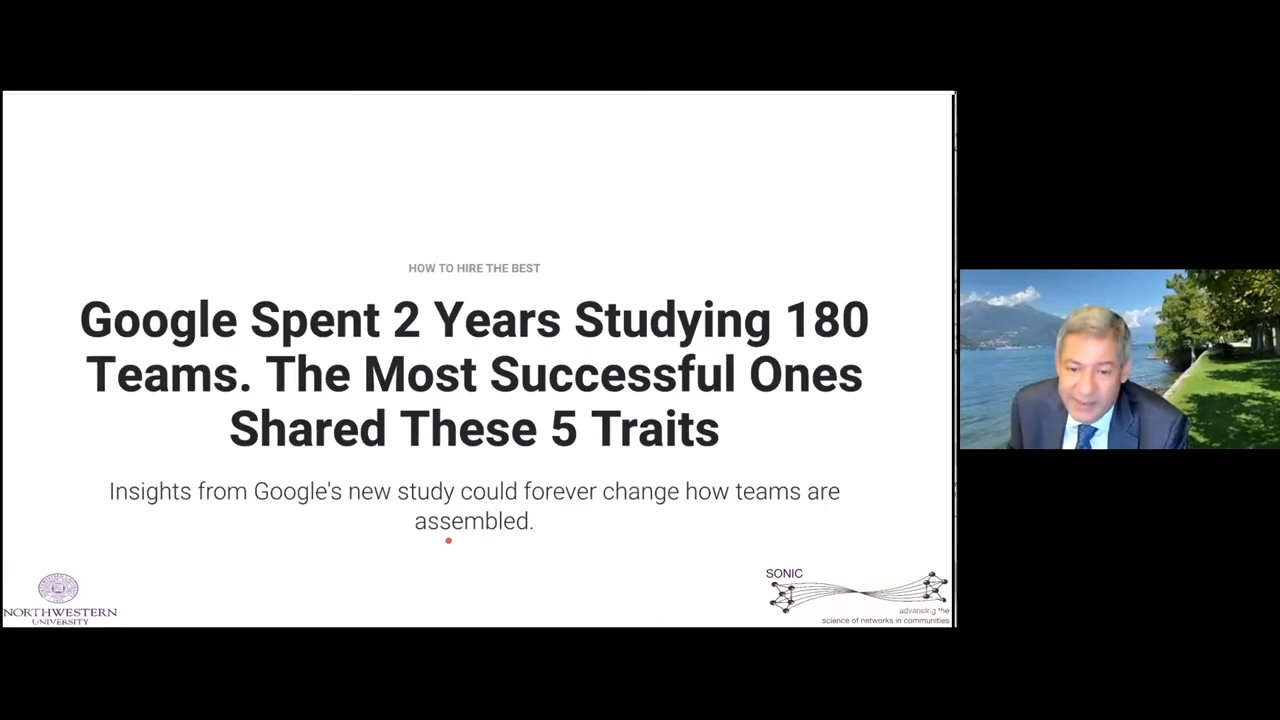 HOW TO HIRE THE BEST
Google Spent 2 Years Studying 180
Teams. The Most Successful Ones
Shared These 5 Traits
Insights from Google's new study could forever change how teams are
assembled.
NORTHWESTERN
UNIVERSITY
SONIC
advancing the
science of networks in communities